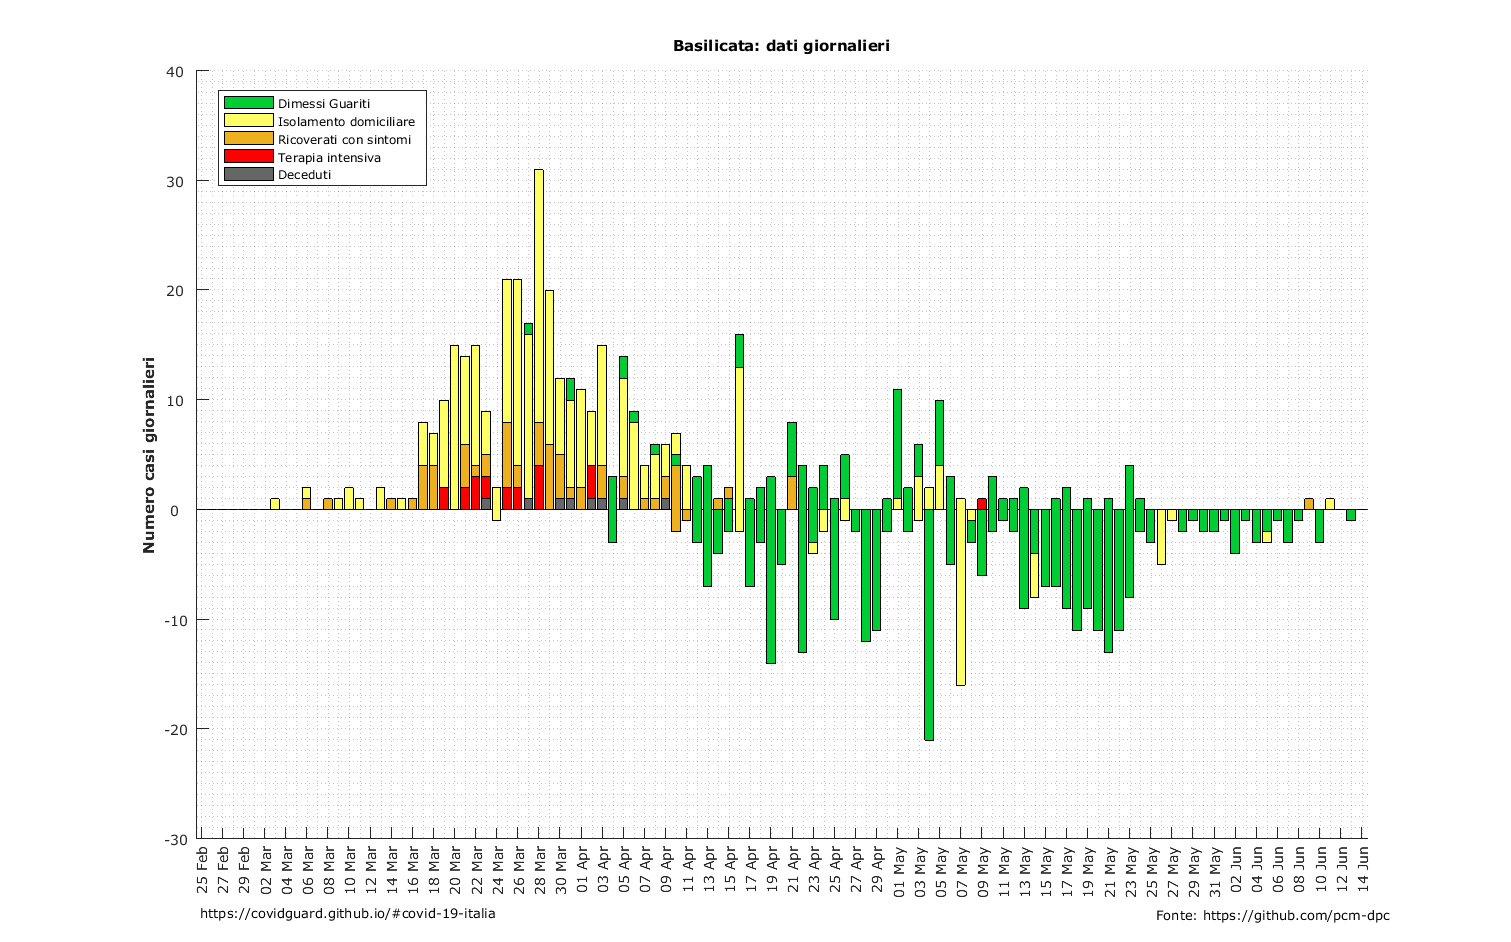 Basilicata: dati giornalieri
Numero casi giornalieri
40
30
20
10
0
-10
-20
-30
Dimessi Guariti
Isolamento domiciliare
Ricoverati con sintomi
Terapia intensiva
Deceduti
25 Feb
27 Feb
29 Feb
02 Mar
04 Mar
06 Mar
08 Mar
10 Mar
12 Mar
14 Mar
16 Mar
18 Mar
20 Mar
22 Mar
24 Mar
26 Mar
28 Mar
30 Mar
01 Apr
03 Apr
05 Apr
07 Apr
09 Apr
11 Apr
13 Apr
15 Apr
17 Apr
19 Apr
21 Apr
23 Apr
25 Apr
27 Apr
29 Apr
01 May
03 May
05 May
07 May
09 May
11 May
13 May
15 May
17 May
19 May
21 May
23 May
25 May
27 May
29 May
31 May
02 Jun
04 Jun
06 Jun
08 Jun
10 Jun
12 Jun
14 Jun
https://covidguard.github.io/#covid-19-italia
Fonte: https://github.com/pcm-dpc